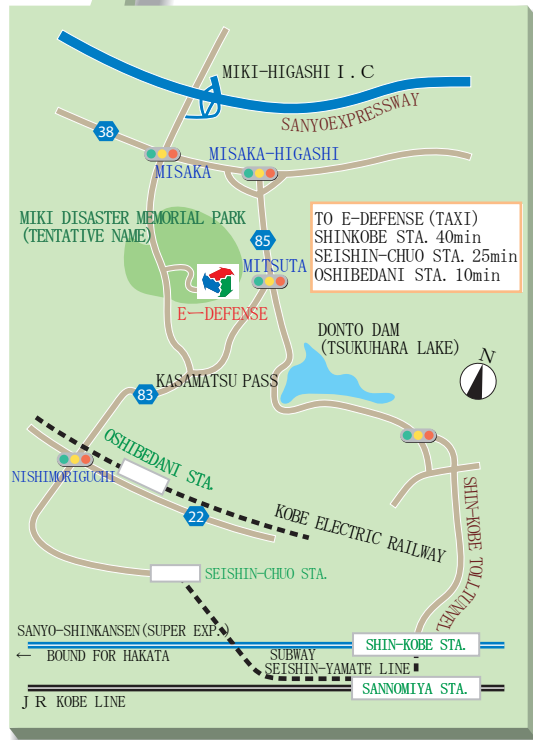 MIKI-HIGASHI I.C
SANYOEXPRESSWAY
38
MISAKA
MISAKA-HIGASHI
MIKI DISASTER MEMORIAL PARK
(TENTATIVE NAME)
85
MITSUTA
TO E-DEFENSE(TAXI)
SHINKOBE STA. 40min
SEISHIN-CHUO STA. 25min
OSHIBEDANI STA. 10min
E-DEFENSE
DONTO DAM
(TSUKUHARA LAKE)
N
KASAMATSU PASS
83
OSHIBEDANI STA.
NISHIMORIGUCHI
22
KOBE ELECTRIC RAILWAY
SHIN-KOBE TOLLTUNNEL
SEISHIN-CHUO STA.
SANYO-SHINKANSEN(SUPER EXP.)
← BOUND FOR HAKATA
SUBWAY
SEISHIN-YAMATE LINE
SHIN-KOBE STA.
SANNOMIYA STA.
JR KOBE LINE